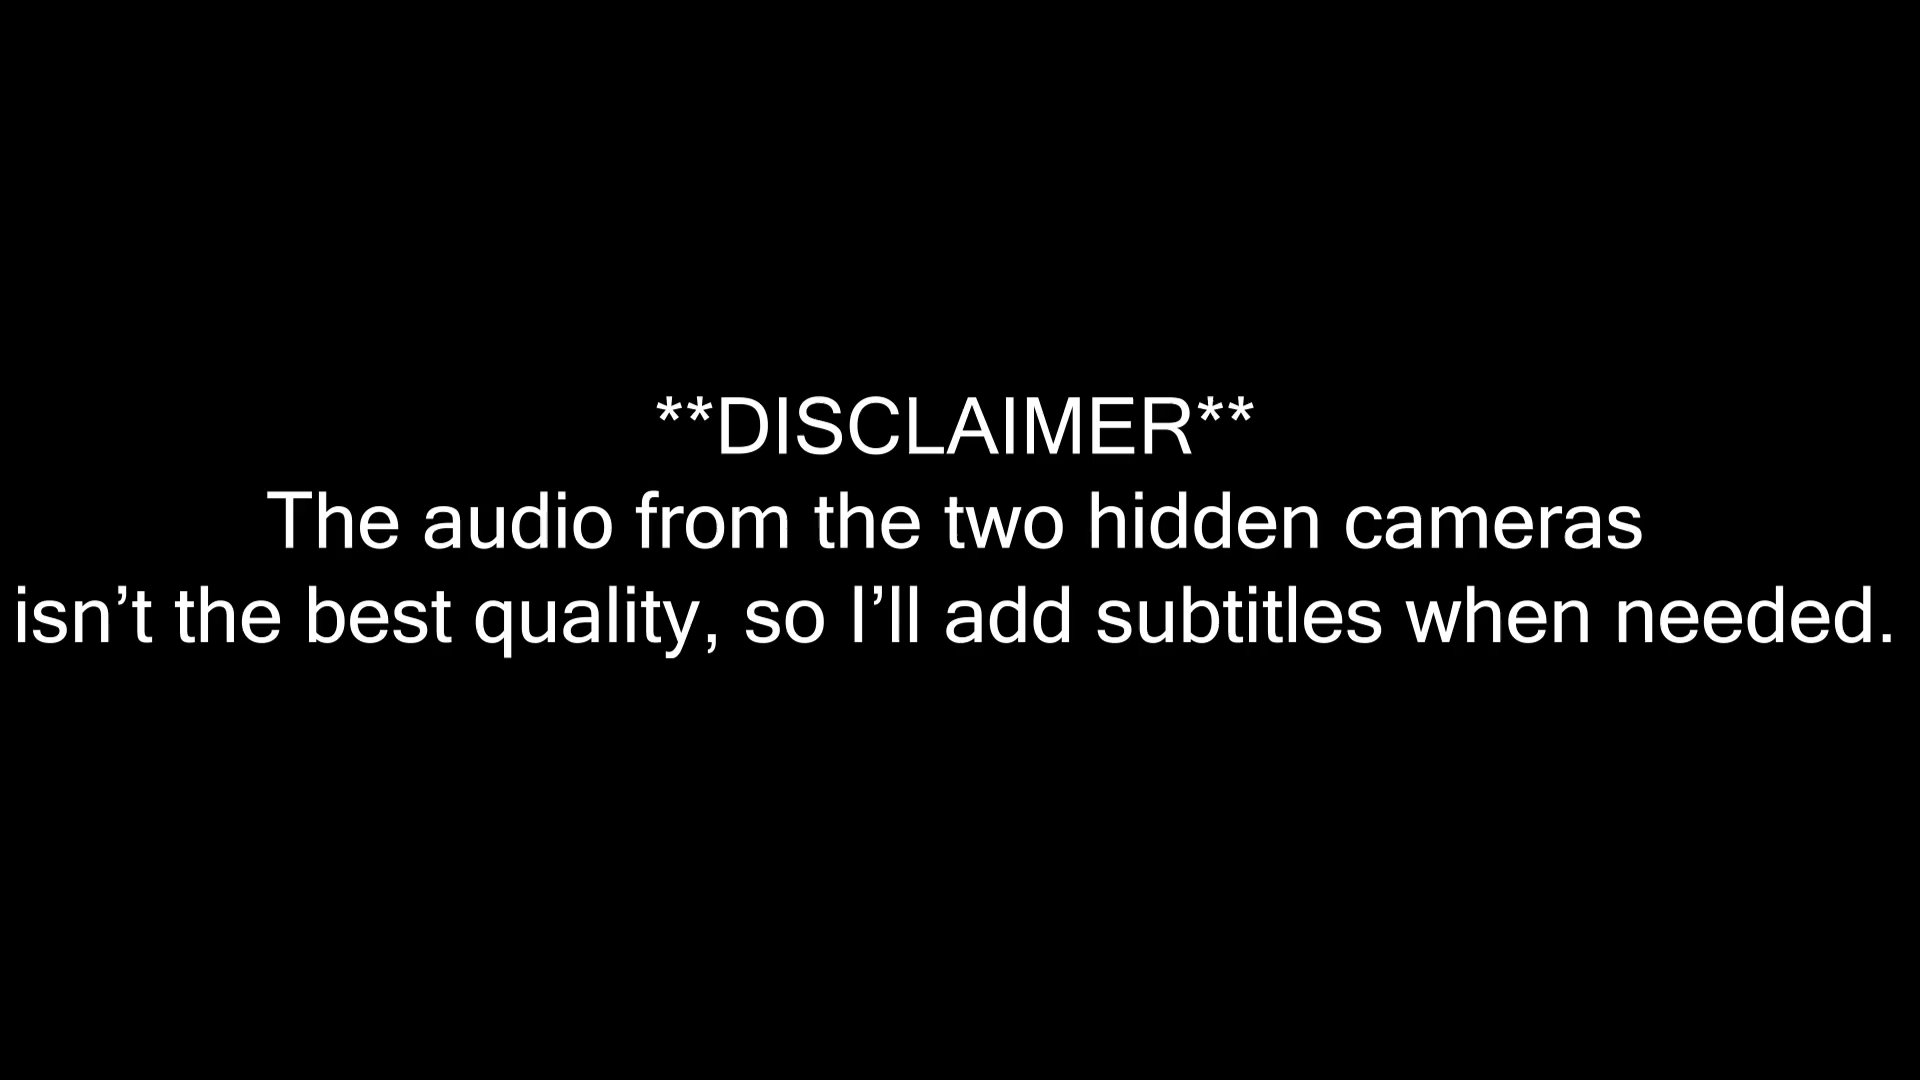 **DISCLAIMER**
The audio from the two hidden cameras
isn’t the best quality, so I’ll add subtitles when needed.